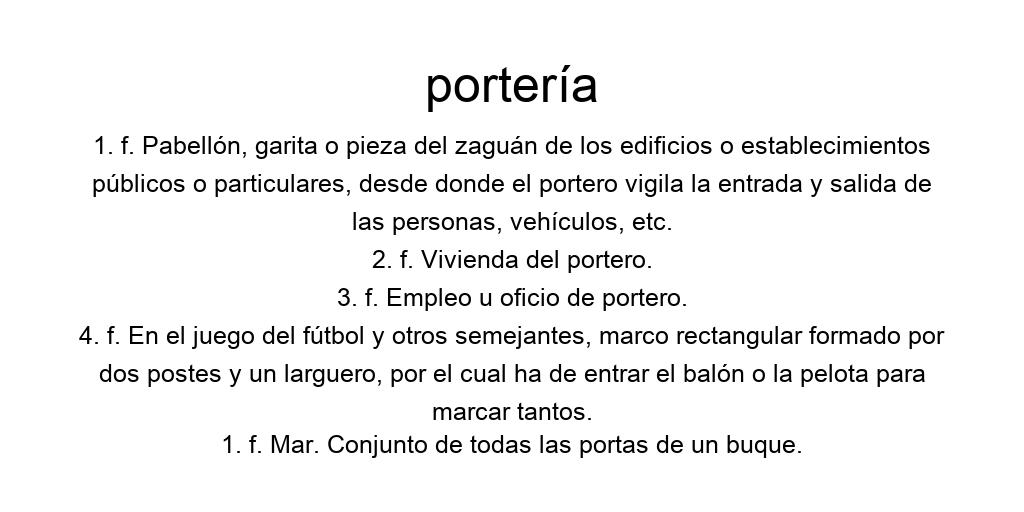 portería
1. f. Pabellón, garita o pieza del zaguán de los edificios o establecimientos
públicos o particulares, desde donde el portero vigila la entrada y salida de
las personas, vehículos, etc.
2. f. Vivienda del portero.
3. f. Empleo u oficio de portero.
4. f. En el juego del fútbol y otros semejantes, marco rectangular formado por
dos postes y un larguero, por el cual ha de entrar el balón o la pelota para
marcar tantos.
1. f. Mar. Conjunto de todas las portas de un buque.